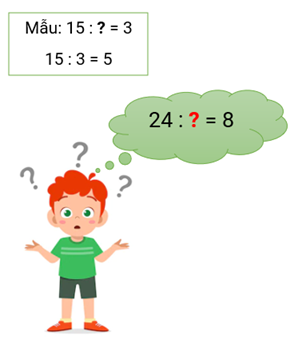 Mẫu: 15 : ? = 3
15 : 3 = 5
24 : ? = 8
? ? ?